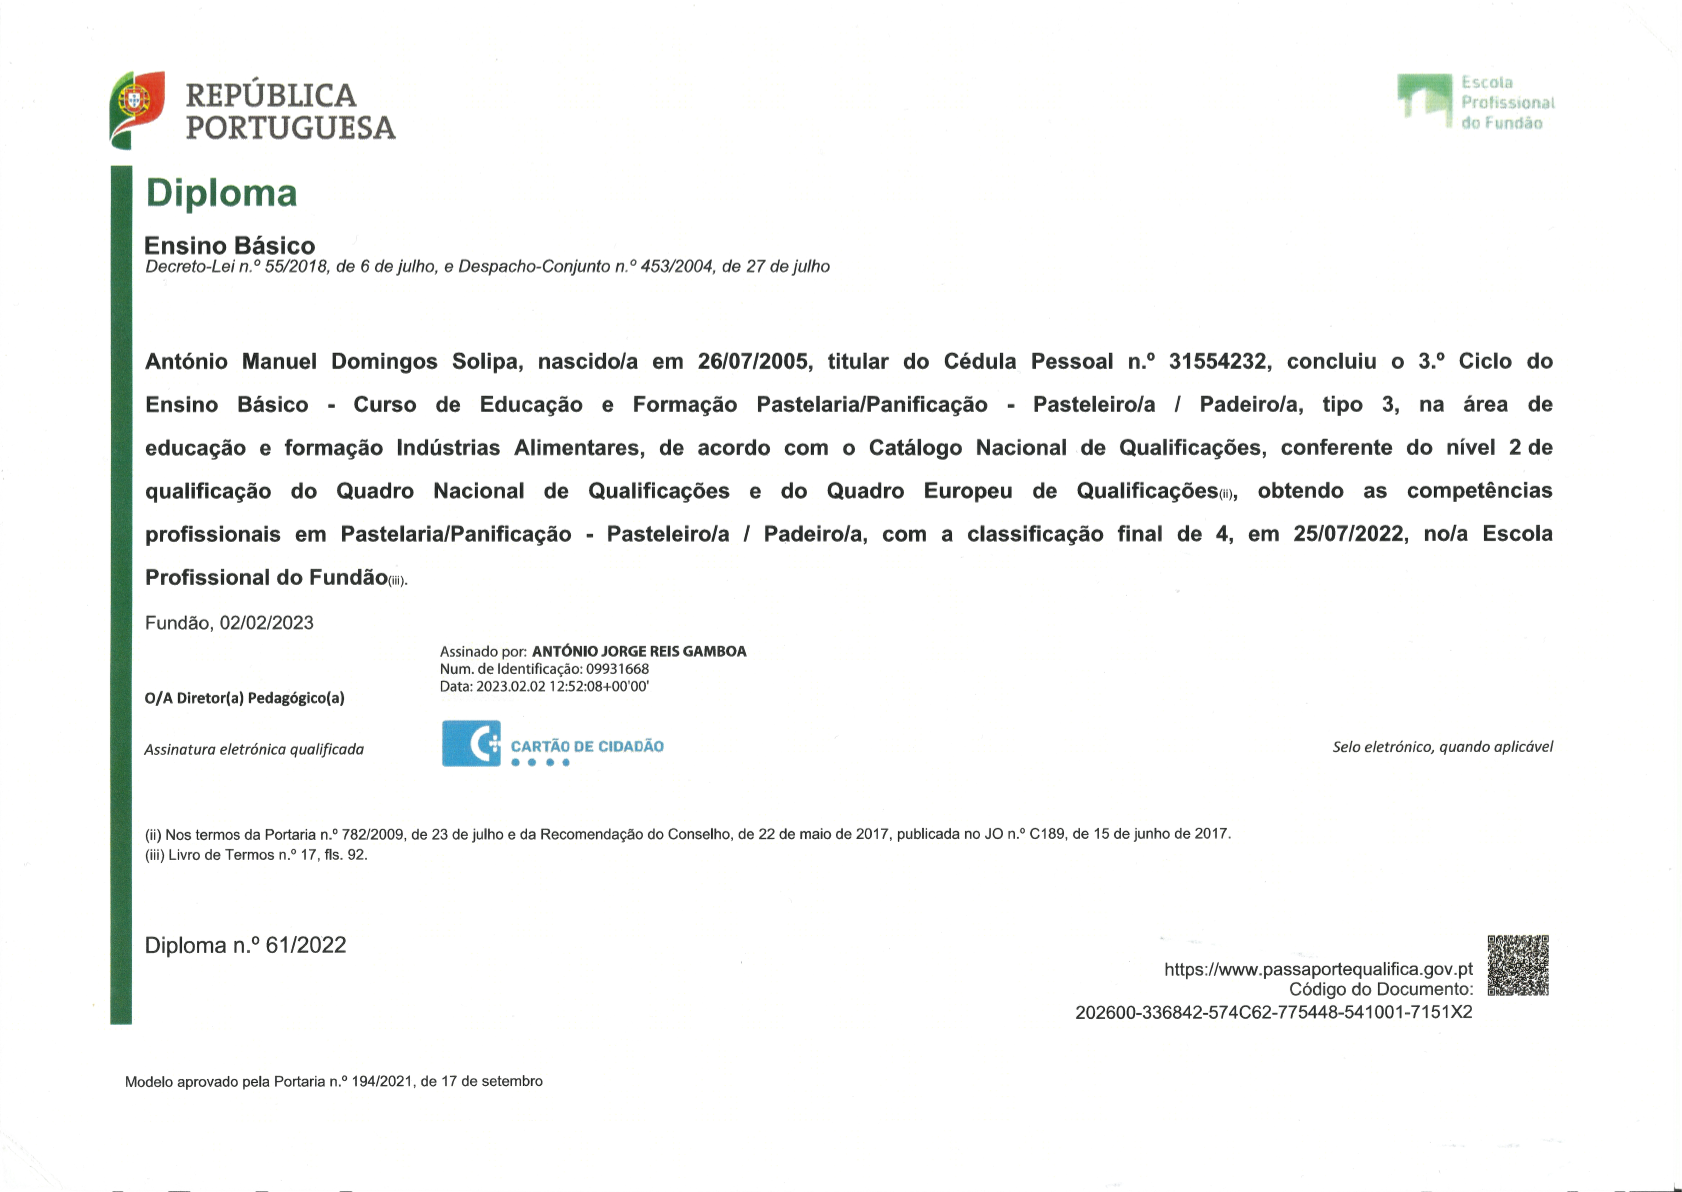 REPÚBLICA
PORTUGUESA
Escola
Profissional
do Fundão
Diploma
Ensino Básico
Decreto-Lei n.º 55/2018, de 6 de julho, e Despacho-Conjunto n.º 453/2004, de 27 de julho
António Manuel Domingos Solipa, nascido/a em 26/07/2005, titular do Cédula Pessoal n.º 31554232, concluiu o 3.º Ciclo do
Ensino Básico - Curso de Educação e Formação Pastelaria/Panificação - Pasteleiro/a / Padeiro/a, tipo 3, na área de
educação e formação Indústrias Alimentares, de acordo com o Catálogo Nacional de Qualificações, conferente do nível 2 de
qualificação do Quadro Nacional de Qualificações e do Quadro Europeu de Qualificações(ii), obtendo as competências
profissionais em Pastelaria/Panificação - Pasteleiro/a / Padeiro/a, com a classificação final de 4, em 25/07/2022, no/a Escola
Profissional do Fundão(iii).
Fundão, 02/02/2023
Assinado por: ANTÓNIO JORGE REIS GAMBOA
Num. de Identificação: 09931668
Data: 2023.02.02 12:52:08+00'00'
O/A Diretor(a) Pedagógico(a)
Assinatura eletrónica qualificada
CARTÃO DE CIDADÃO
Selo eletrónico, quando aplicável
(ii) Nos termos da Portaria n.º 782/2009, de 23 de julho e da Recomendação do Conselho, de 22 de maio de 2017, publicada no JO n.º C189, de 15 de junho de 2017.
(iii) Livro de Termos n.º 17, fls. 92.
Diploma n.º 61/2022
https://www.passaportequalifica.gov.pt
Código do Documento:
202600-336842-574C62-775448-541001-7151X2
Modelo aprovado pela Portaria n.º 194/2021, de 17 de setembro